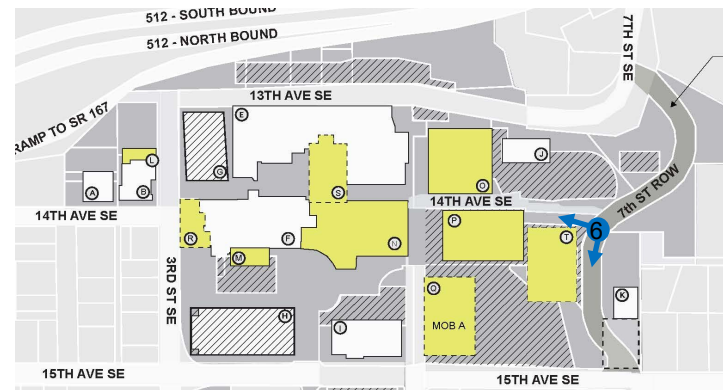 512 - SOUTH BOUND
512 - NORTH BOUND
7TH ST SE
13TH AVE SE
RAMP TO SR 167
E
G
L
A
B
S
O
J
14TH AVE SE
14TH AVE SE
7th ST ROW
6
R
M
F
N
P
T
3RD ST SE
Q
MOB A
K
H
I
15TH AVE SE
15TH AVE SE